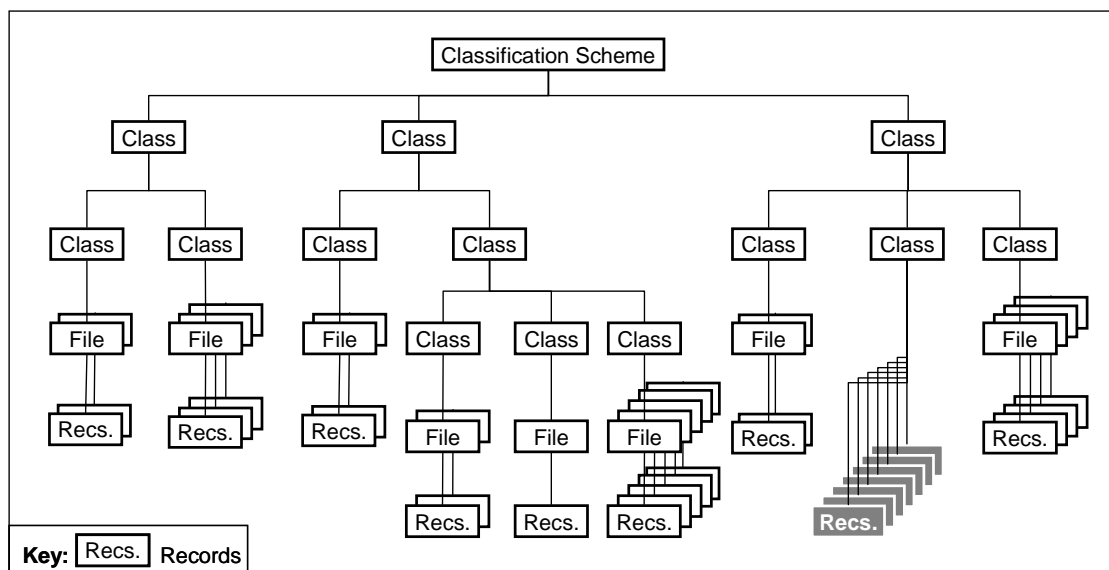 Classification Scheme
Class Class Class
Class Class Class Class Class Class Class
File File File Class Class Class File File
Recs. Recs. Recs. File File File Recs. Recs.
Recs. Recs. Recs. Recs.
Key: Recs. Records